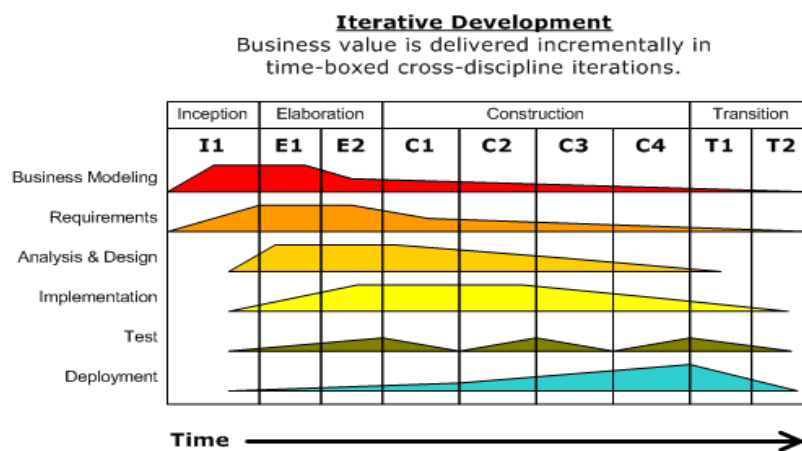 Iterative Development
Business value is delivered incrementally in
time-boxed cross-discipline iterations.
Inception Elaboration Construction Transition
I1 E1 E2 C1 C2 C3 C4 T1 T2
Business Modeling
Requirements
Analysis & Design
Implementation
Test
Deployment
Time